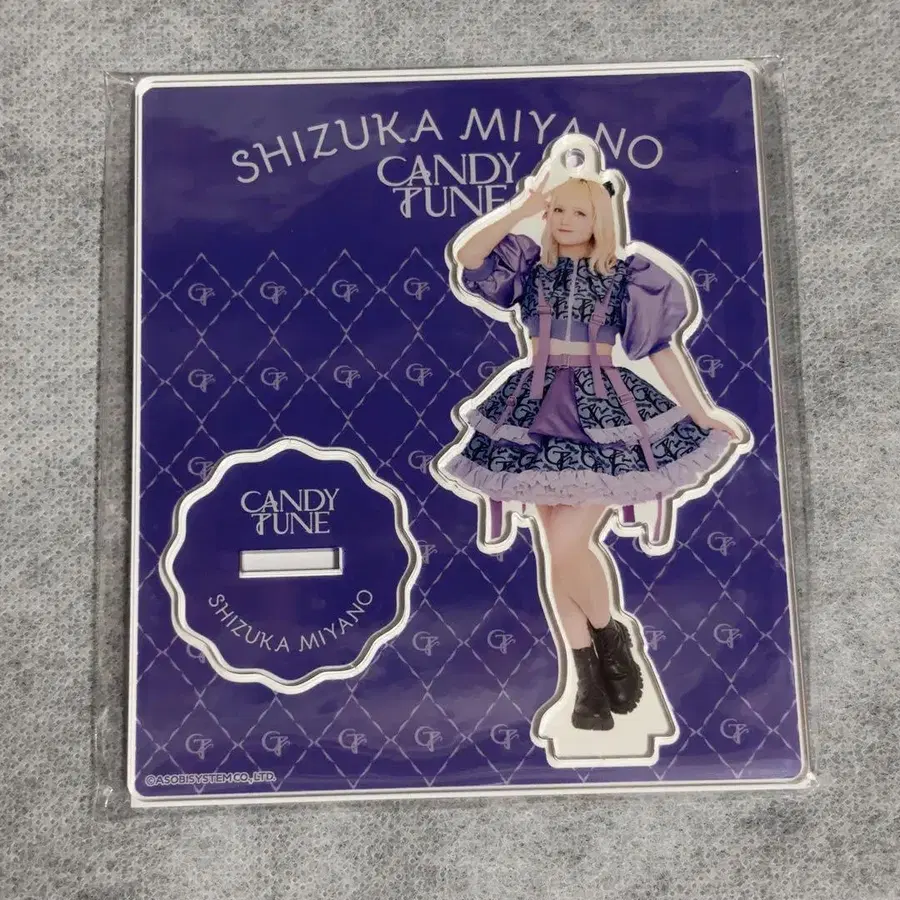 SHIZUKA MIYANO
CANDY
TUNE
CANDY
TUNE
SHIZUKA MIYANO
©ASOBISYSTEM CO., LTD.